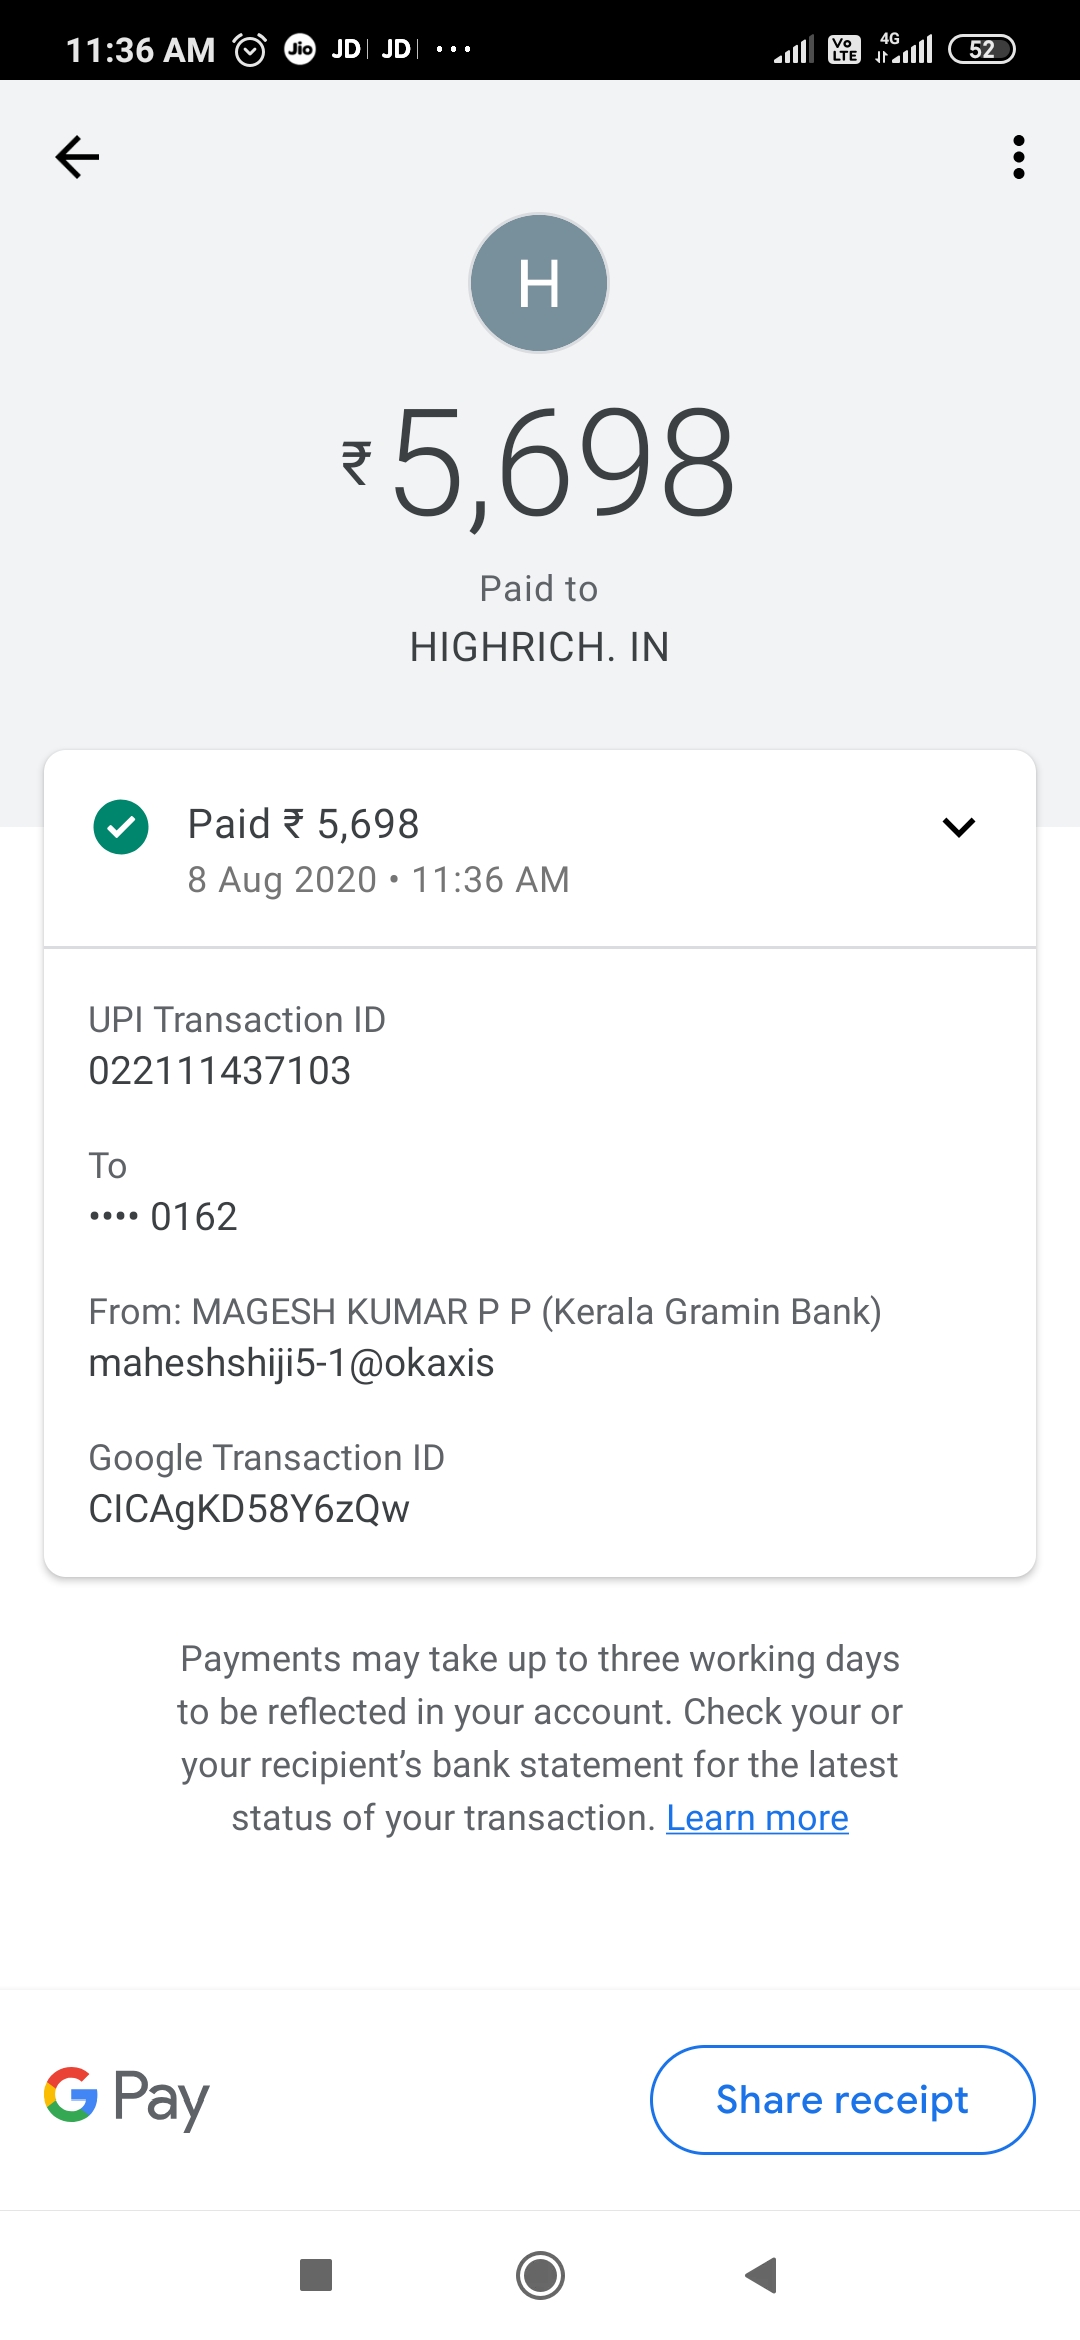 11:36 AM Jio JD JD ... Vo LTE 4G 52
H
₹5,698
Paid to
HIGHRICH. IN
Paid ₹ 5,698
8 Aug 2020 • 11:36 AM
UPI Transaction ID
022111437103
To
•••• 0162
From: MAGESH KUMAR P P (Kerala Gramin Bank)
maheshshiji5-1@okaxis
Google Transaction ID
CICAgKD58Y6zQw
Payments may take up to three working days
to be reflected in your account. Check your or
your recipient’s bank statement for the latest
status of your transaction. Learn more
G Pay
Share receipt